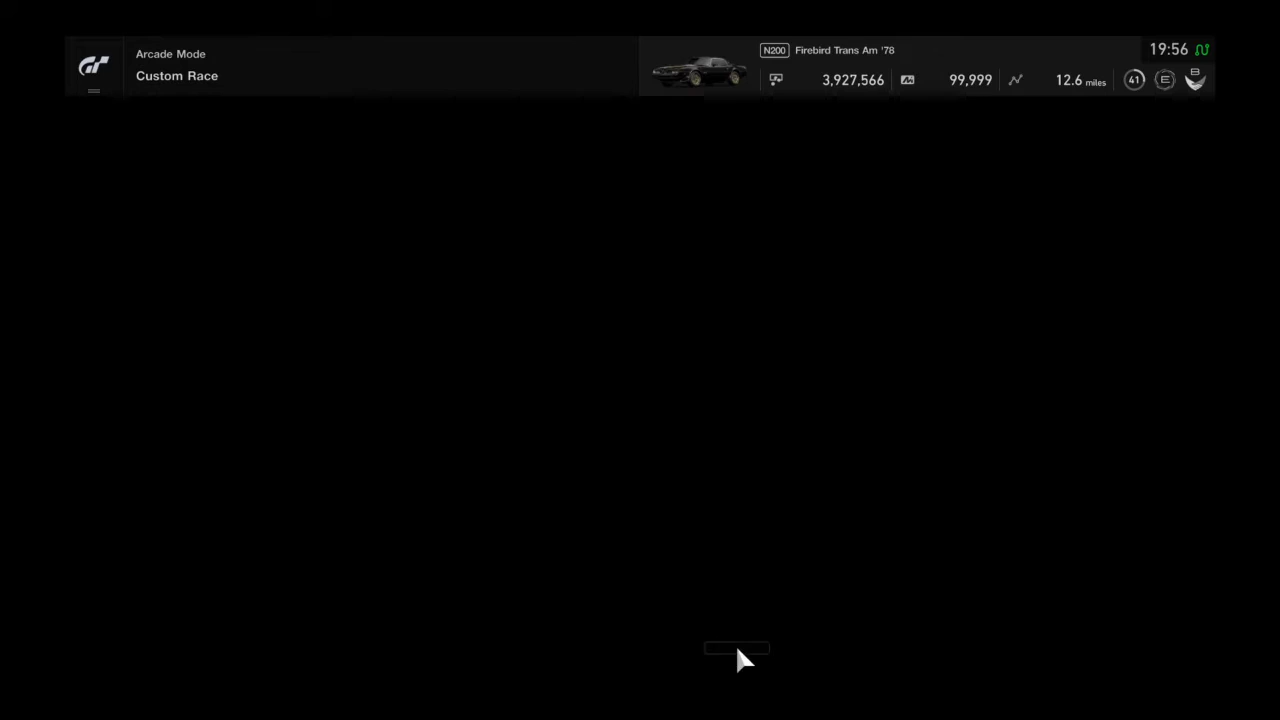 Arcade Mode
Custom Race
N200 Firebird Trans Am '78
19:56
3,927,566
99,999
12.6 miles
41
E
B